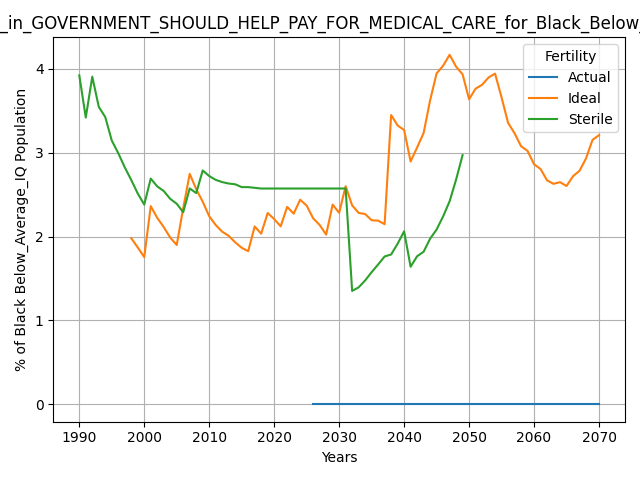 _in_GOVERNMENT_SHOULD_HELP_PAY_FOR_MEDICAL_CARE_for_Black_Below_
% of Black Below_Average_IQ Population
4
3
2
1
0
Fertility
Actual
Ideal
Sterile
1990 2000 2010 2020 2030 2040 2050 2060 2070
Years